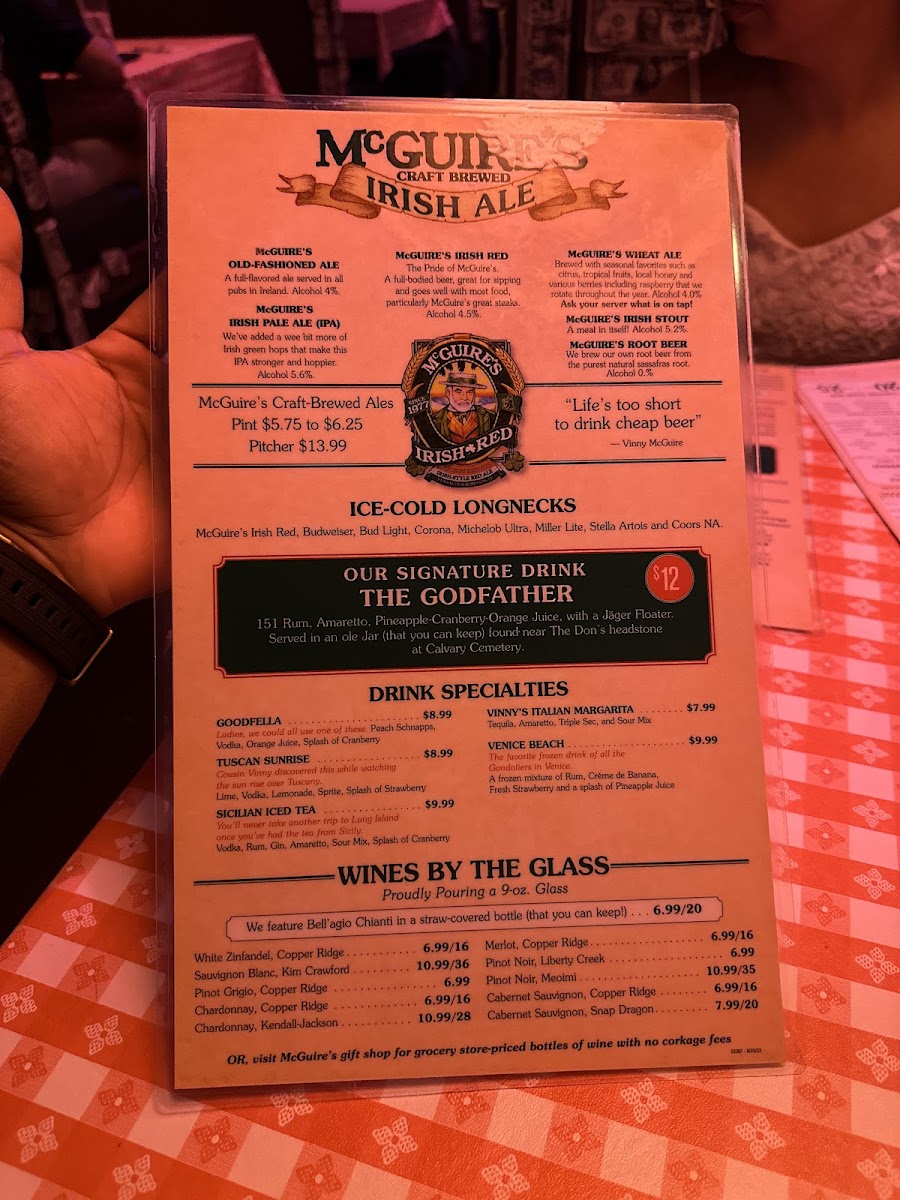 McGUIRE'S
CRAFT BREWED
IRISH ALE
McGUIRE'S
OLD-FASHIONED ALE
A full-flavored ale served in all
pubs in Ireland. Alcohol 4%.
McGUIRE'S
IRISH PALE ALE (IPA)
We've added a wee bit more of
Irish green hops that make this
IPA stronger and hoppier.
Alcohol 5.6%.
McGUIRE'S IRISH RED
The Pride of McGuire's.
A full-bodied beer, great for sipping
and goes well with most food,
particularly McGuire's great steaks.
Alcohol 4.5%.
McGUIRE'S WHEAT ALE
Brewed with seasonal favorites such as
citrus, tropical fruits, local honey and
various berries including raspberry that we
rotate throughout the year. Alcohol 4.0%
Ask your server what is on tap!
McGUIRE'S IRISH STOUT
A meal in itself! Alcohol 5.2%.
McGUIRE'S ROOT BEER
We brew our own root beer from
the purest natural sassafras root.
Alcohol 0.%
McGuire's Craft-Brewed Ales
Pint $5.75 to $6.25
Pitcher $13.99
McGUIRE'S
SINCE
1977
IRISH RED
"Life's too short
to drink cheap beer"
— Vinny McGuire
ICE-COLD LONGNECKS
McGuire's Irish Red, Budweiser, Bud Light, Corona, Michelob Ultra, Miller Lite, Stella Artois and Coors NA.
OUR SIGNATURE DRINK
THE GODFATHER
$12
151 Rum, Amaretto, Pineapple-Cranberry-Orange Juice, with a Jäger Floater.
Served in an ole Jar (that you can keep) found near The Don's headstone
at Calvary Cemetery.
DRINK SPECIALTIES
GOODFELLA . . . . . . . . . . $8.99
Ladies, we could all use one of these. Peach Schnapps,
Vodka, Orange Juice, Splash of Cranberry
TUSCAN SUNRISE . . . . . . . . . . $8.99
Cousin Vinny discovered this while watching
the sun rise over Tuscany.
Lime, Vodka, Lemonade, Sprite, Splash of Strawberry
SICILIAN ICED TEA . . . . . . . . . . $9.99
You'll never take another trip to Long Island
once you've had the tea from Sicily.
Vodka, Rum, Gin, Amaretto, Sour Mix, Splash of Cranberry
VINNY'S ITALIAN MARGARITA . . . . . . . . $7.99
Tequila, Amaretto, Triple Sec, and Sour Mix
VENICE BEACH . . . . . . . . . . $9.99
The favorite frozen drink of all the
Gondoliers in Venice.
A frozen mixture of Rum, Crème de Banana,
Fresh Strawberry and a splash of Pineapple Juice
WINES BY THE GLASS
Proudly Pouring a 9-oz. Glass
We feature Bell'agio Chianti in a straw-covered bottle (that you can keep!) . . . 6.99/20
White Zinfandel, Copper Ridge . . . . . . . . . . 6.99/16
Sauvignon Blanc, Kim Crawford . . . . . . . . . . 10.99/36
Pinot Grigio, Copper Ridge . . . . . . . . . . 6.99
Chardonnay, Copper Ridge . . . . . . . . . . 6.99/16
Chardonnay, Kendall-Jackson . . . . . . . . . . 10.99/28
Merlot, Copper Ridge . . . . . . . . . . 6.99/16
Pinot Noir, Liberty Creek . . . . . . . . . . 6.99
Pinot Noir, Meiomi . . . . . . . . . . 10.99/35
Cabernet Sauvignon, Copper Ridge . . . . . . . . 6.99/16
Cabernet Sauvignon, Snap Dragon . . . . . . . . 7.99/20
OR, visit McGuire's gift shop for grocery store-priced bottles of wine with no corkage fees